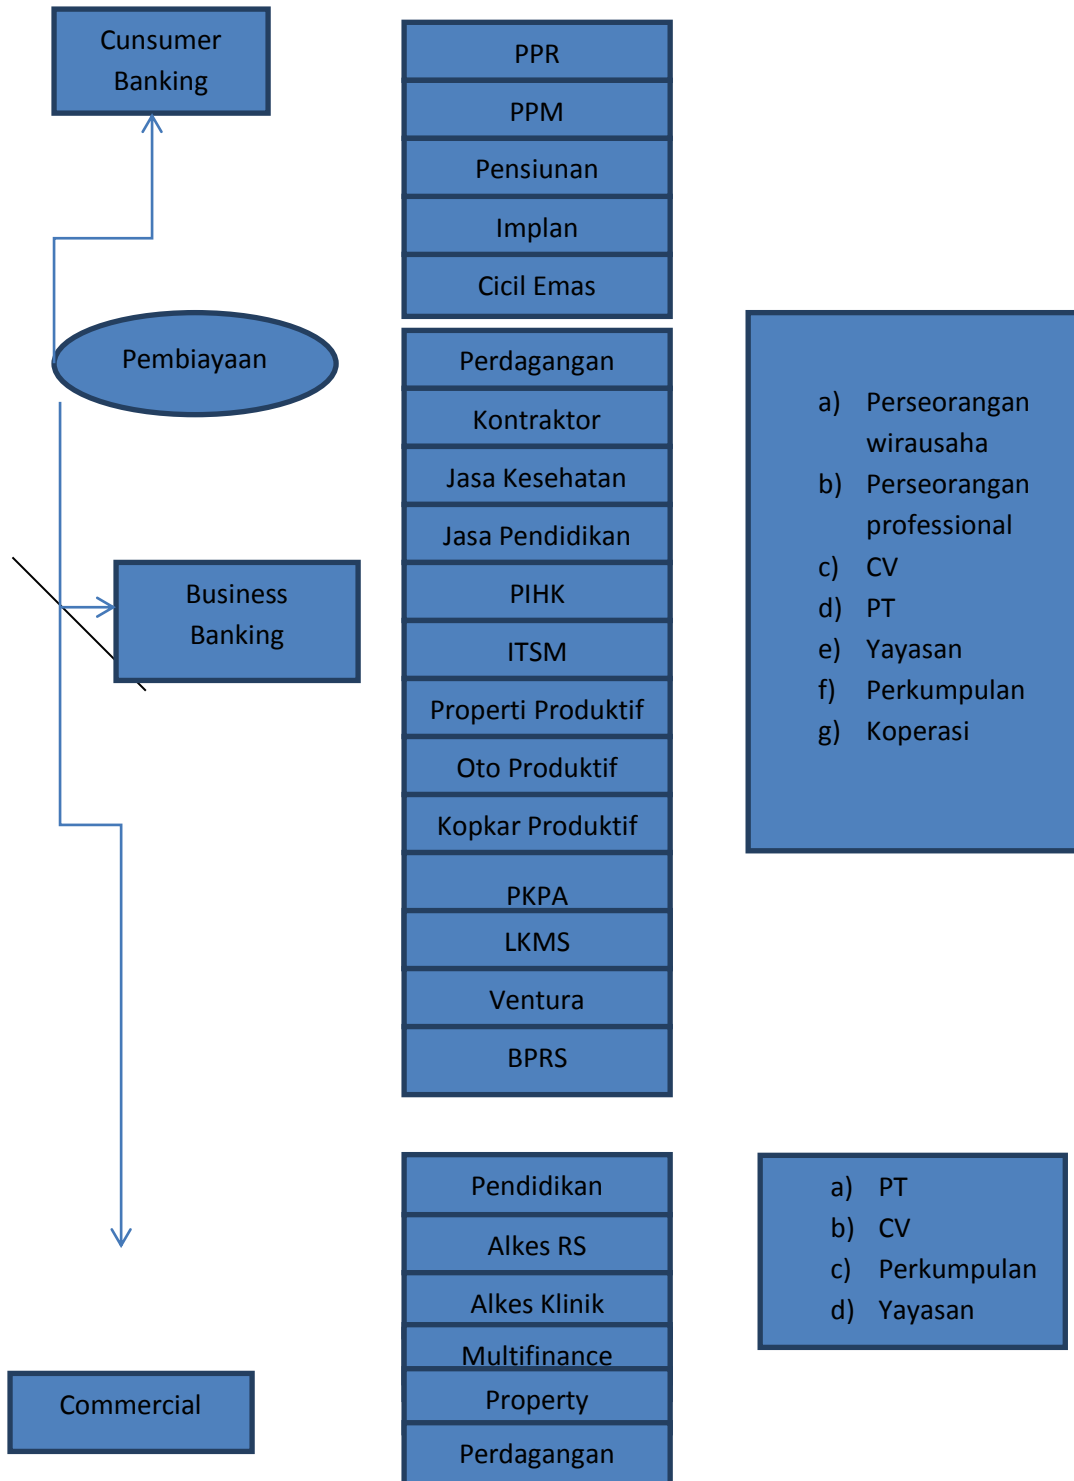 Cunsumer
Banking
PPR
PPM
Pensiunan
Implan
Cicil Emas
Pembiayaan
Perdagangan
Kontraktor
Jasa Kesehatan
Jasa Pendidikan
PIHK
ITSM
Properti Produktif
Oto Produktif
Kopkar Produktif
PKPA
LKMS
Ventura
BPRS
a) Perseorangan
wirausaha
b) Perseorangan
professional
c) CV
d) PT
e) Yayasan
f) Perkumpulan
g) Koperasi
Business
Banking
Pendidikan
Alkes RS
Alkes Klinik
Multifinance
Property
Perdagangan
a) PT
b) CV
c) Perkumpulan
d) Yayasan
Commercial